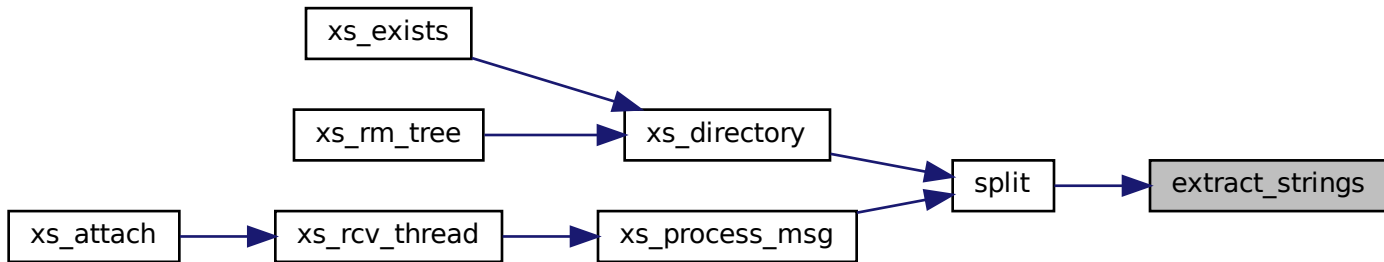 xs_exists
xs_rm_tree
xs_directory
split
extract_strings
xs_attach
xs_rcv_thread
xs_process_msg